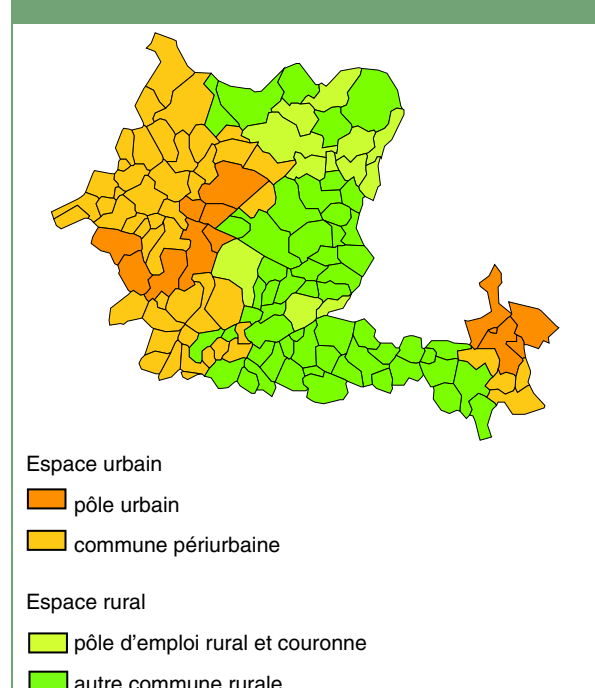 Espace urbain
pôle urbain
commune périurbaine
Espace rural
pôle d'emploi rural et couronne
autre commune rurale